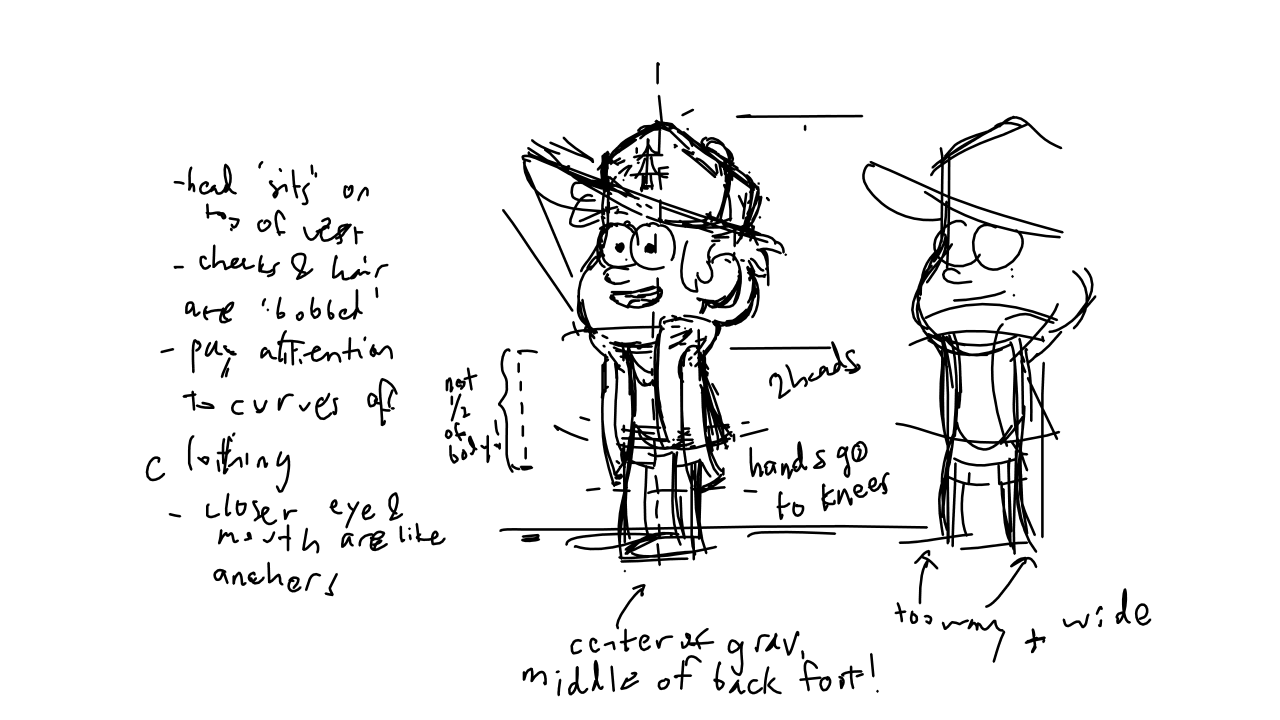 -head "sits" on
top of vest
- cheeks & hair
are "bobbed"
- pay attention
to curves of
clothing
- closer eye &
mouth are like
anchers
not
1/2
of
body!
2 heads
hands go
to knees
center of grav,
middle of back foot!
too wavy + wide